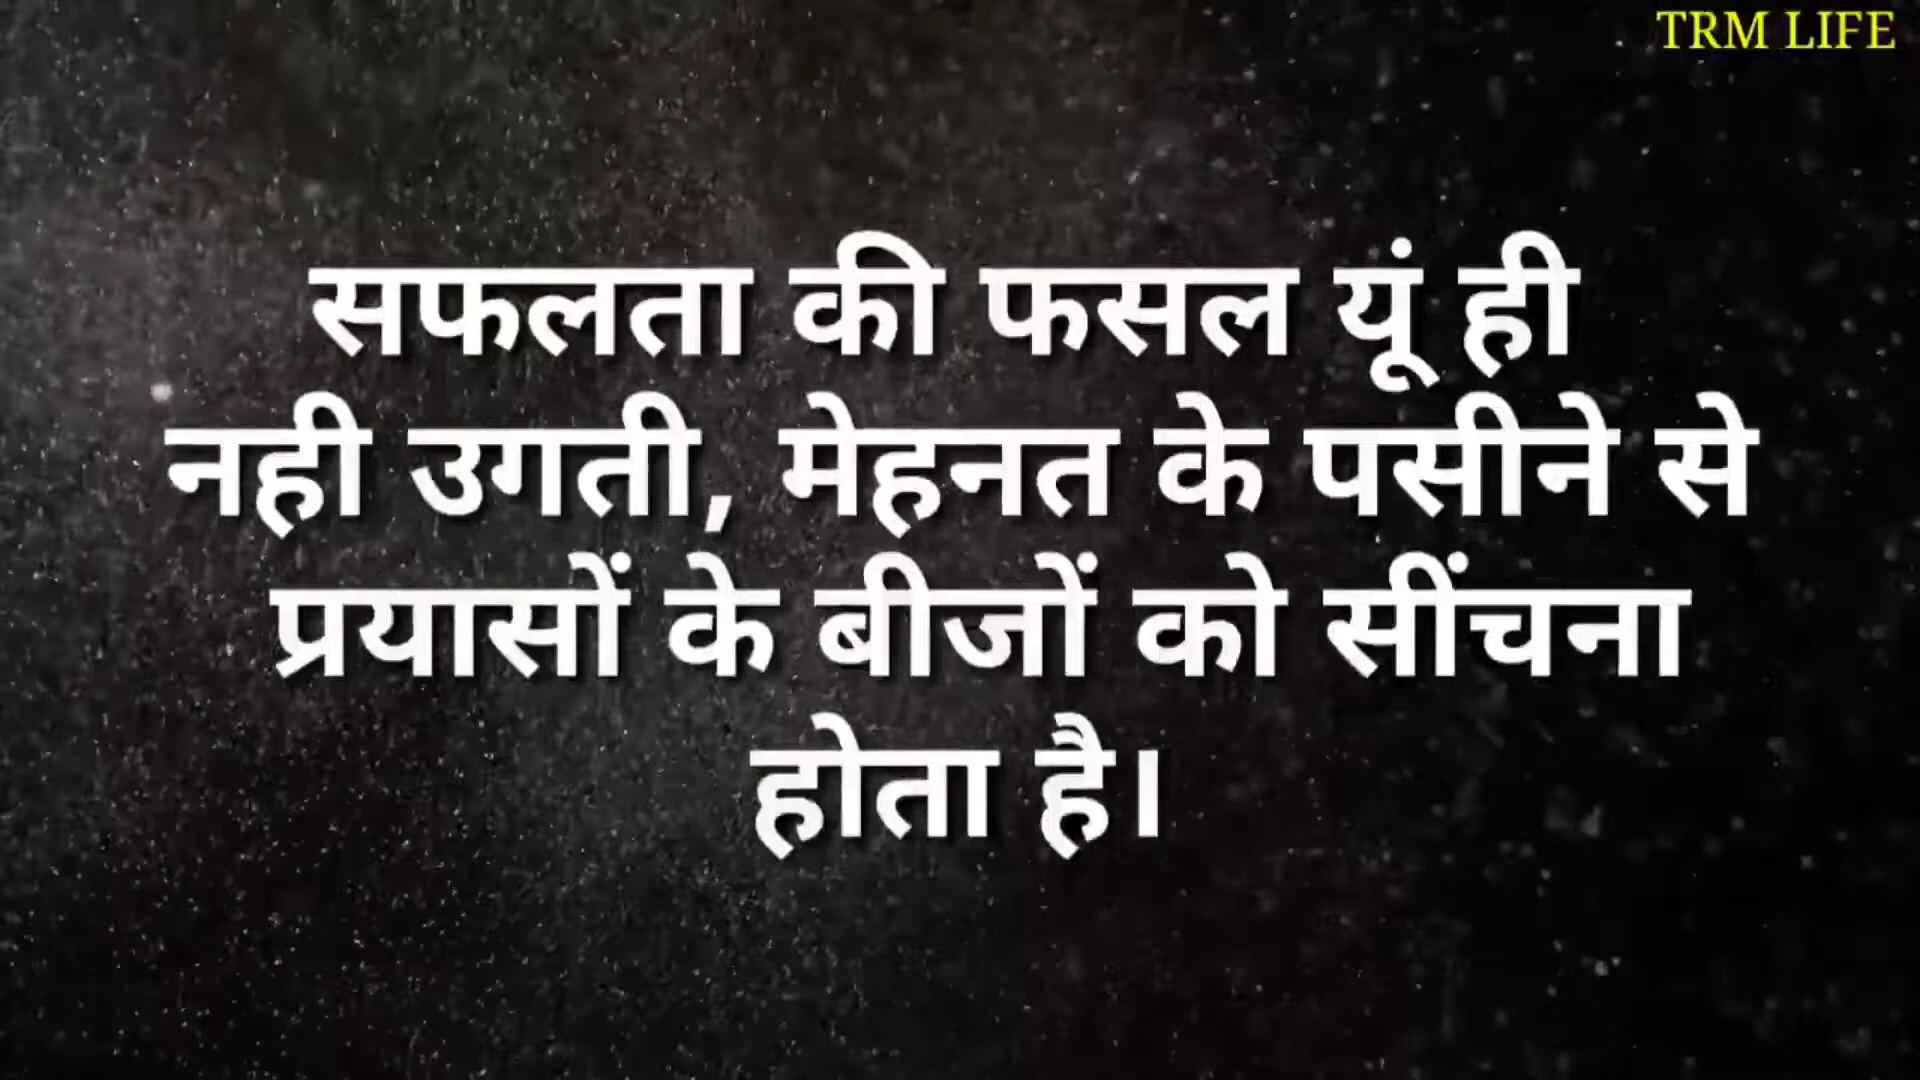 TRM LIFE
सफलता की फसल यूं ही
नही उगती, मेहनत के पसीने से
प्रयासों के बीजों को सींचना
होता है।